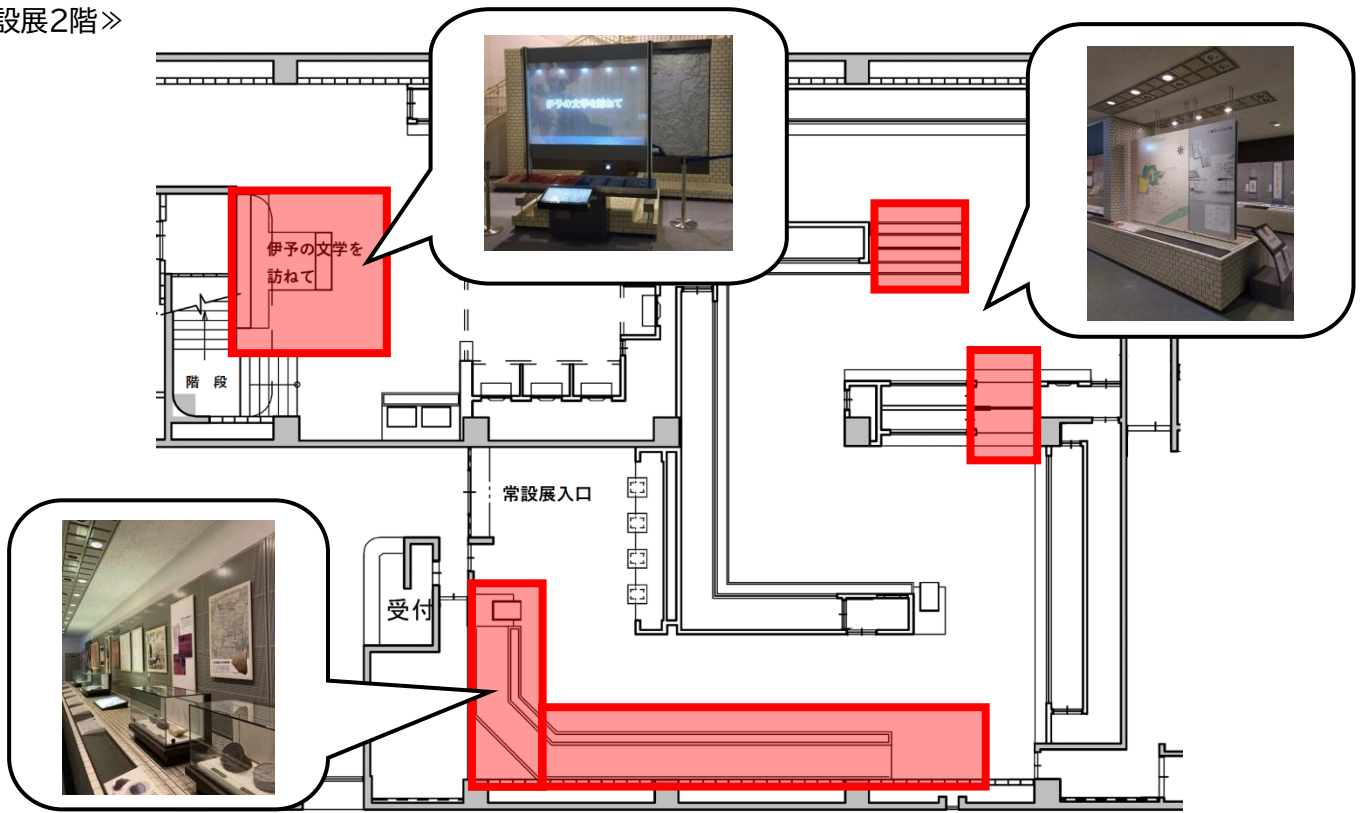 設展2階≫
伊予の文学を訪ねて
伊予の文学を
訪ねて
階 段
常設展入口
受付